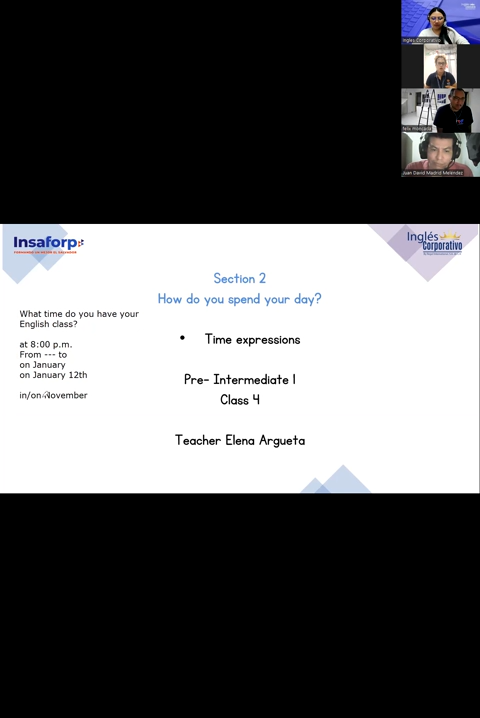 Inglés Corporativo
Juan David Madrid Meléndez
Insaforp
Inglés
Corporativo
Section 2
How do you spend your day?
What time do you have your
English class?
• Time expressions
at 8:00 p.m.
From --- to
on January
on January 12th
Pre- Intermediate 1
in/on November
Class 4
Teacher Elena Argueta